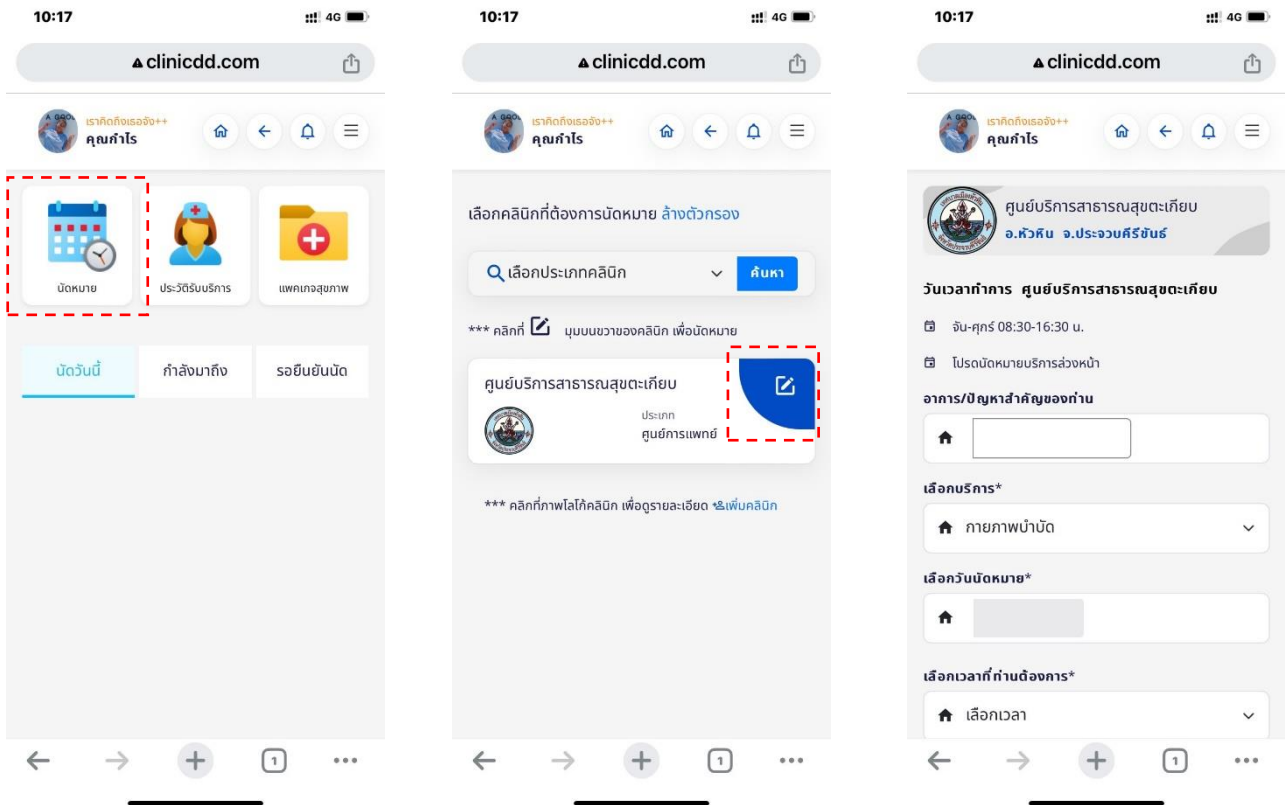 10:17
4G
clinicdd.com
เราคิดถึงเธอจัง++
คุณกำไร
นัดหมาย
ประวัติรับบริการ
แพคเกจสุขภาพ
นัดวันนี้
กำลังมาถึง
รอยืนยันนัด
1
10:17
4G
clinicdd.com
เราคิดถึงเธอจัง++
คุณกำไร
เลือกคลินิกที่ต้องการนัดหมาย ล้างตัวกรอง
เลือกประเภทคลินิก
ค้นหา
*** คลิกที่ มุมบนขวาของคลินิก เพื่อนัดหมาย
ศูนย์บริการสาธารณสุขตะเกียบ
ประเภท
ศูนย์การแพทย์
*** คลิกที่ภาพโลโก้คลินิก เพื่อดูรายละเอียด เพิ่มคลินิก
1
10:17
4G
clinicdd.com
เราคิดถึงเธอจัง++
คุณกำไร
ศูนย์บริการสาธารณสุขตะเกียบ
อ.หัวหิน จ.ประจวบคีรีขันธ์
วันเวลาทำการ ศูนย์บริการสาธารณสุขตะเกียบ
จัน-ศุกร์ 08:30-16:30 น.
โปรดนัดหมายบริการล่วงหน้า
อาการ/ปัญหาสำคัญของท่าน
เลือกบริการ*
กายภาพบำบัด
เลือกวันนัดหมาย*
เลือกเวลาที่ท่านต้องการ*
เลือกเวลา
1